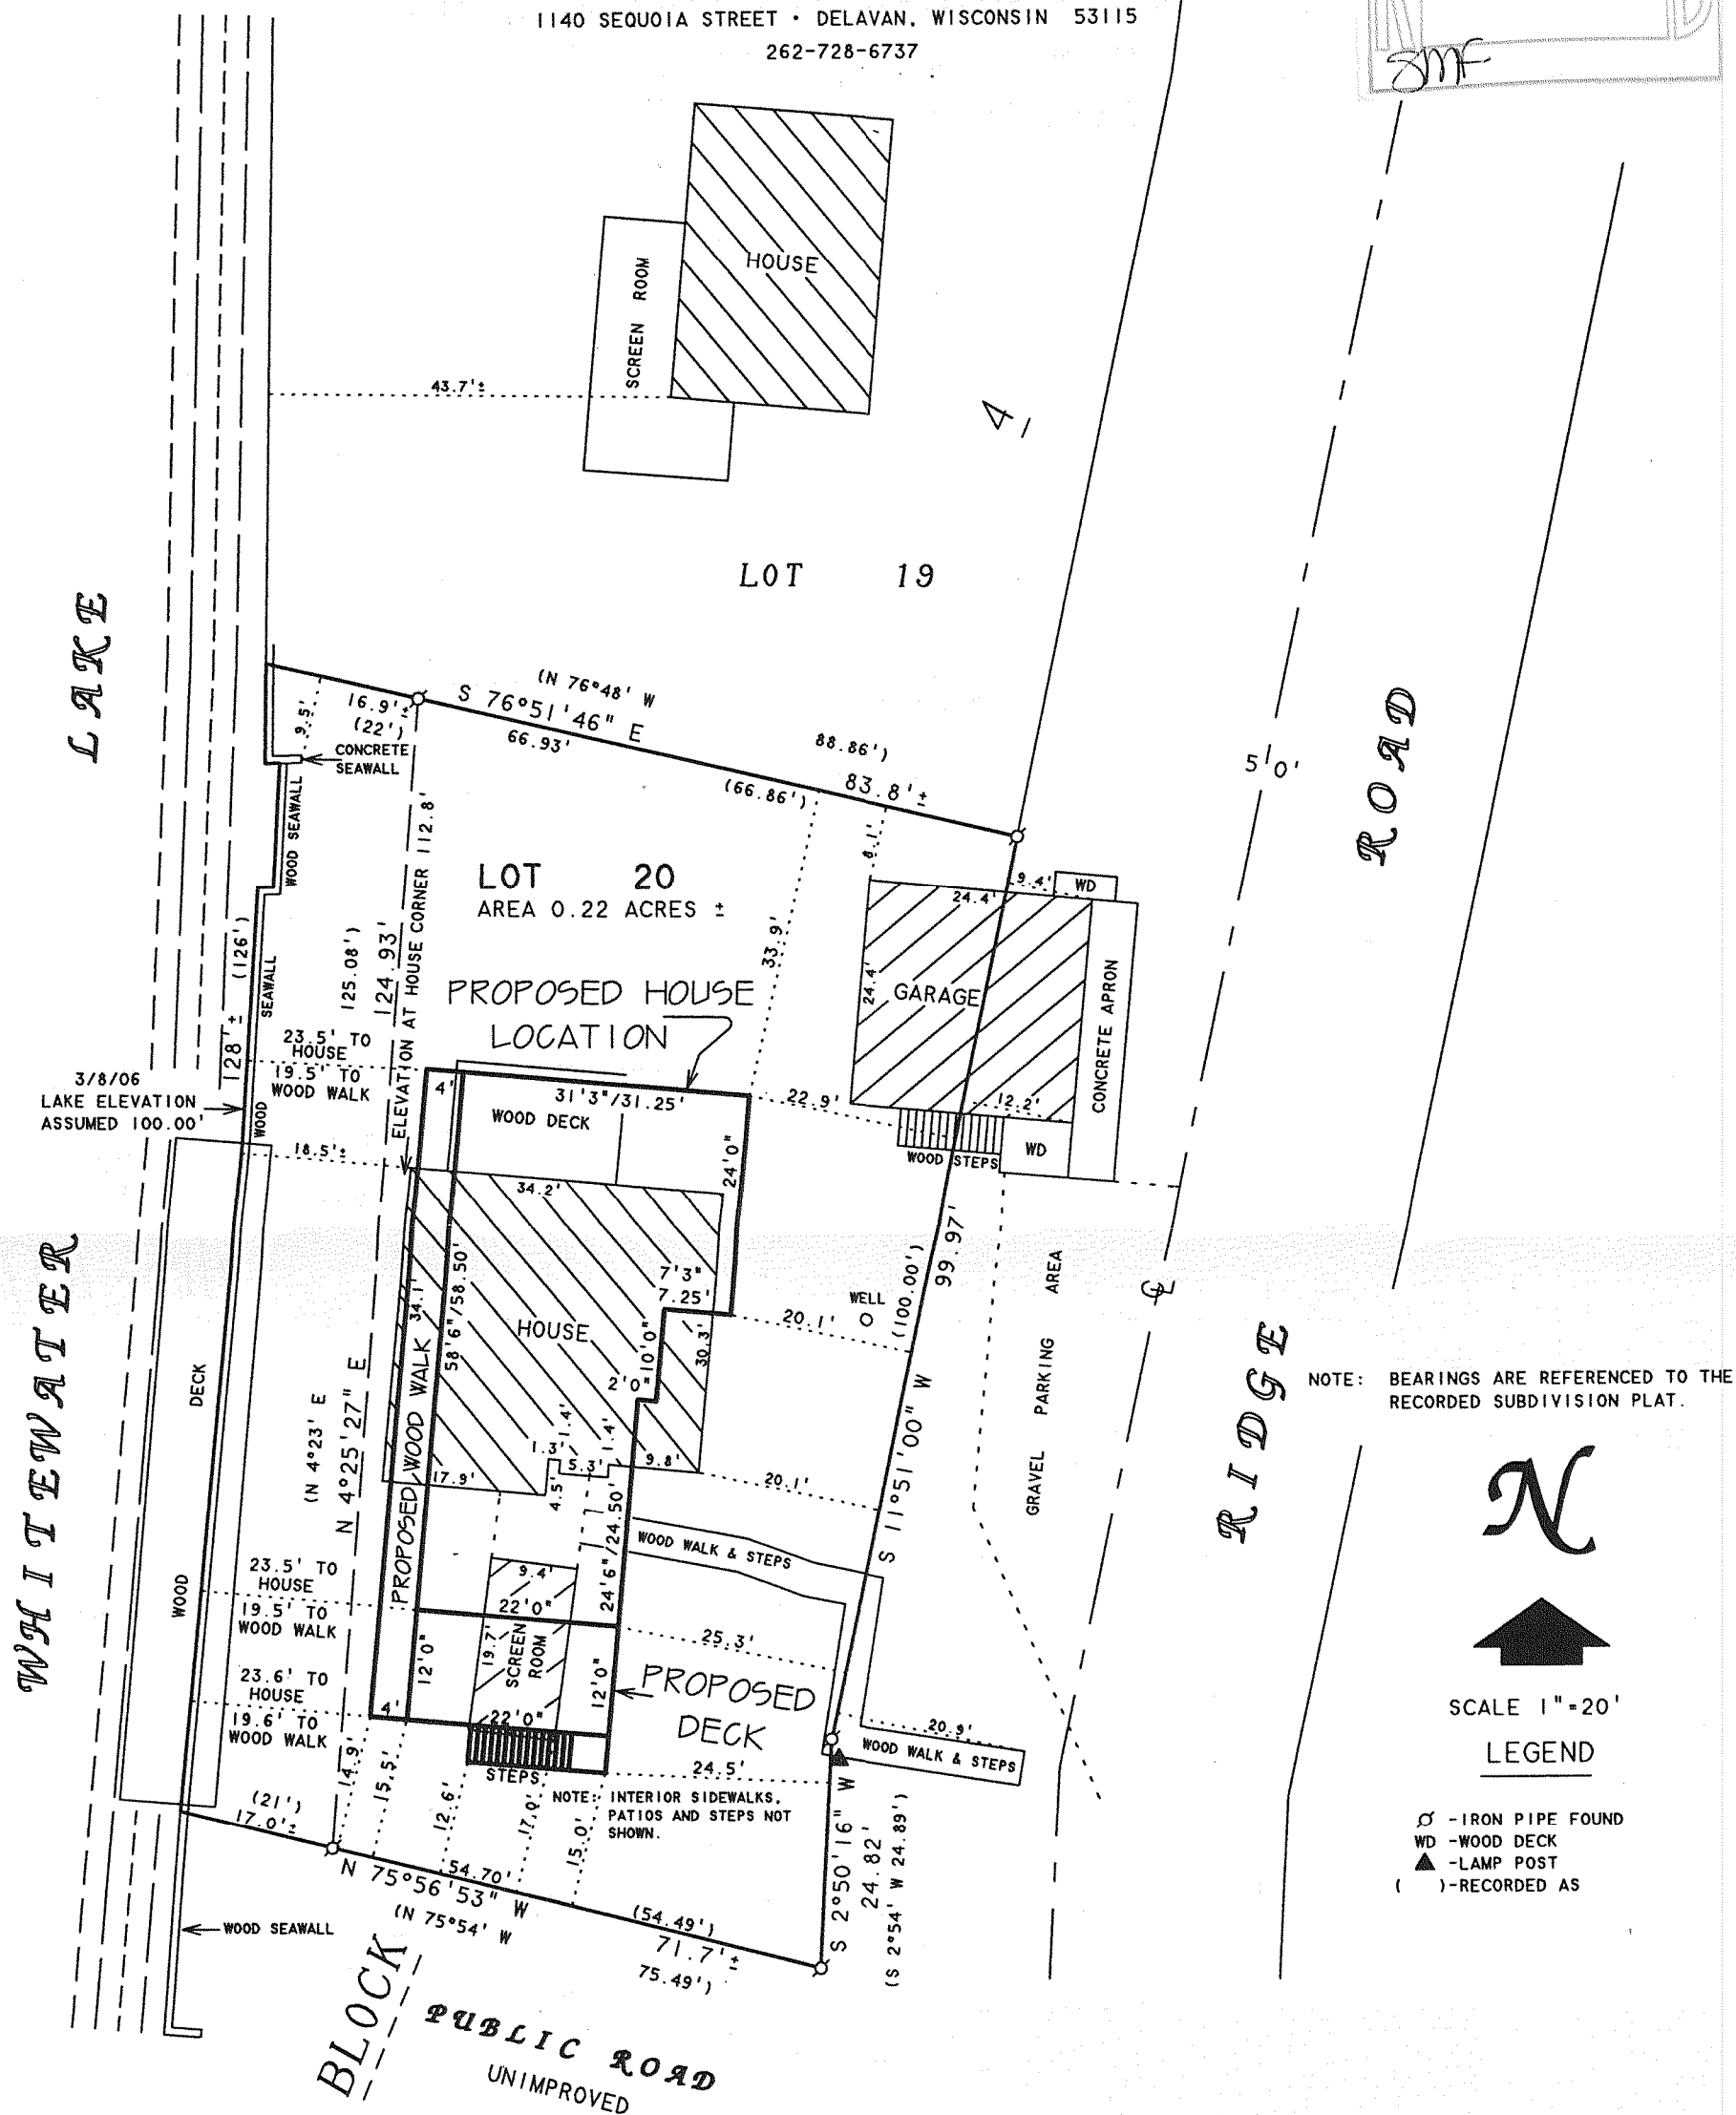 1140 SEQUOIA STREET • DELAVAN, WISCONSIN 53115
262-728-6737
SMF
HOUSE
SCREEN ROOM
43.7'±
4
LOT 19
LAKE
(N 76°48' W
S 76°51'46" E
66.93'
88.86')
(66.86')
83.8'±
16.9'±
(22')
9.5'
CONCRETE
SEAWALL
WOOD SEAWALL
50'
ROAD
LOT 20
AREA 0.22 ACRES ±
33.9'
9.4'
WD
24.4'
24.4'
GARAGE
CONCRETE APRON
12.2'
WD
WOOD STEPS
22.9'
PROPOSED HOUSE
LOCATION
ELEVATION AT HOUSE CORNER 112.8'
125.08')
124.93'
128'± (126')
WOOD SEAWALL
23.5' TO
HOUSE
19.5' TO
WOOD WALK
3/8/06
LAKE ELEVATION
ASSUMED 100.00'
18.5'±
4'
31'3"/31.25'
WOOD DECK
24'0"
34.2'
34.1'
58'6"/58.50'
7'3"
7.25'
HOUSE
10'0"
2'0"
30.3'
20.1'
WELL
(100.00')
99.97'
S 11°51'00" W
GRAVEL PARKING AREA
℄
WHITEWATER
WOOD DECK
(N 4°23' E
N 4°25'27" E
PROPOSED WOOD WALK
1.4'
1.4'
1.3'
5.3'
9.8'
17.9'
4.5'
20.1'
24'6"/24.50'
WOOD WALK & STEPS
RIDGE
NOTE: BEARINGS ARE REFERENCED TO THE
RECORDED SUBDIVISION PLAT.
N
SCALE 1"=20'
LEGEND
Ø -IRON PIPE FOUND
WD -WOOD DECK
▲ -LAMP POST
( )-RECORDED AS
23.5' TO
HOUSE
19.5' TO
WOOD WALK
9.4'
22'0"
19.7'
SCREEN
ROOM
12'0"
12'0"
25.3'
PROPOSED
DECK
23.6' TO
HOUSE
19.6' TO
WOOD WALK
4'
22'0"
STEPS
24.5'
20.9'
WOOD WALK & STEPS
NOTE: INTERIOR SIDEWALKS,
PATIOS AND STEPS NOT
SHOWN.
14.9'
15.5'
12.6'
17.0'
15.0'
(21')
17.0'±
N 75°56'53" W
54.70'
(N 75°54' W
(54.49')
71.7'±
75.49')
S 2°50'16" W
24.82'
(S 2°54' W 24.89')
WOOD SEAWALL
BLOCK
PUBLIC ROAD
UNIMPROVED